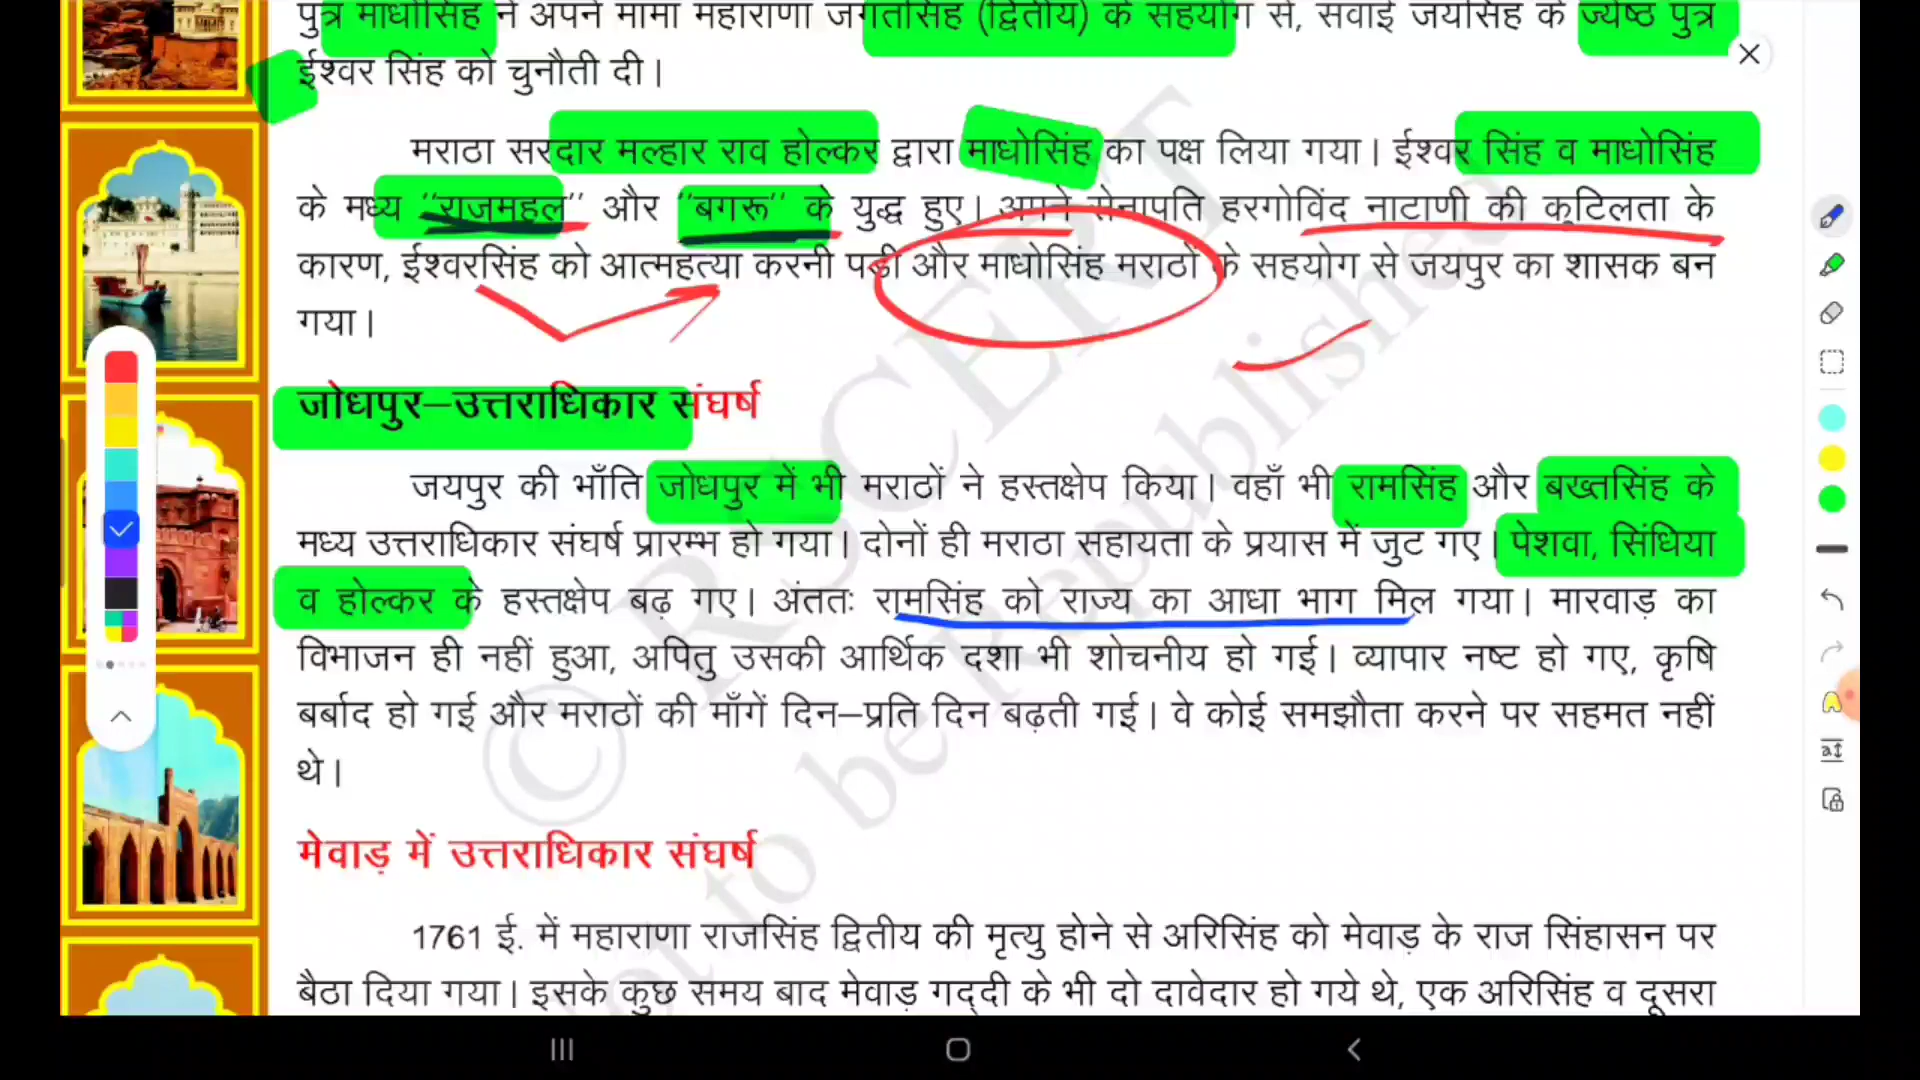 पुत्र माधोसिंह ने अपने मामा महाराणा जगतसिंह (द्वितीय) के सहयोग से, सवाई जयसिंह के ज्येष्ठ पुत्र
ईश्वर सिंह को चुनौती दी।
मराठा सरदार मल्हार राव होल्कर द्वारा माधोसिंह का पक्ष लिया गया। ईश्वर सिंह व माधोसिंह
के मध्य "राजमहल" और "बगरू" के युद्ध हुए। अपने सेनापति हरगोविंद नाटाणी की कुटिलता के
कारण, ईश्वरसिंह को आत्महत्या करनी पड़ी और माधोसिंह मराठों के सहयोग से जयपुर का शासक बन
गया।
जोधपुर–उत्तराधिकार संघर्ष
जयपुर की भाँति जोधपुर में भी मराठों ने हस्तक्षेप किया। वहाँ भी रामसिंह और बख्तसिंह के
मध्य उत्तराधिकार संघर्ष प्रारम्भ हो गया। दोनों ही मराठा सहायता के प्रयास में जुट गए। पेशवा, सिंधिया
व होल्कर के हस्तक्षेप बढ़ गए। अंततः रामसिंह को राज्य का आधा भाग मिल गया। मारवाड़ का
विभाजन ही नहीं हुआ, अपितु उसकी आर्थिक दशा भी शोचनीय हो गई। व्यापार नष्ट हो गए, कृषि
बर्बाद हो गई और मराठों की माँगें दिन–प्रति दिन बढ़ती गई। वे कोई समझौता करने पर सहमत नहीं
थे।
मेवाड़ में उत्तराधिकार संघर्ष
1761 ई. में महाराणा राजसिंह द्वितीय की मृत्यु होने से अरिसिंह को मेवाड़ के राज सिंहासन पर
बैठा दिया गया। इसके कुछ समय बाद मेवाड़ गद्दी के भी दो दावेदार हो गये थे, एक अरिसिंह व दूसरा
© RSCERT
to be Republished